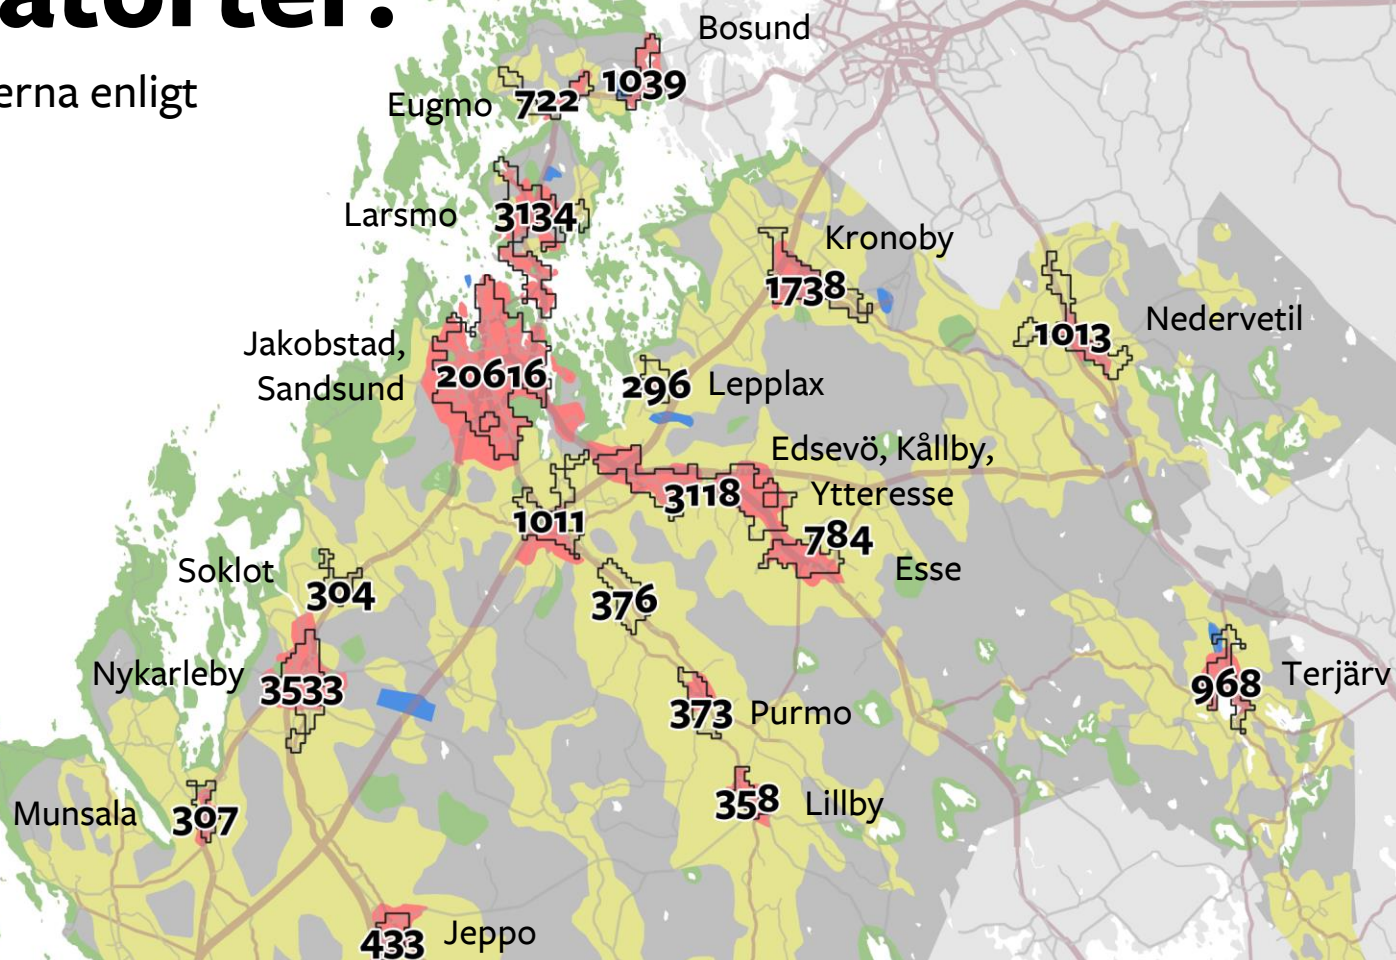 atorter.
erna enligt
Bosund
1039
Eugmo
722
Larsmo
3134
Kronoby
1738
Nedervetil
1013
Jakobstad,
Sandsund
20616
296
Lepplax
Edsevö, Kållby,
Ytteresse
3118
1011
784
Esse
Soklot
304
376
Nykarleby
3533
Terjärv
968
373
Purmo
Munsala
307
358
Lillby
433
Jeppo